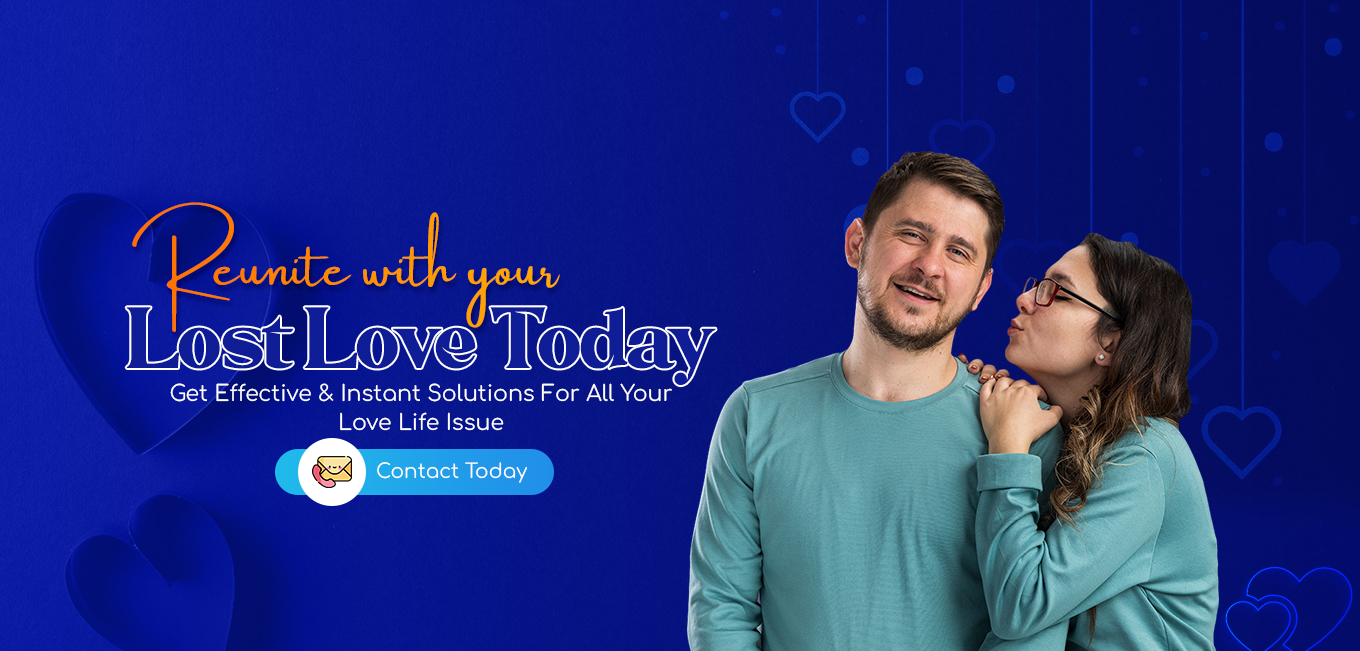 Reunite with your
Lost Love Today
Get Effective & Instant Solutions For All Your
Love Life Issue
Contact Today